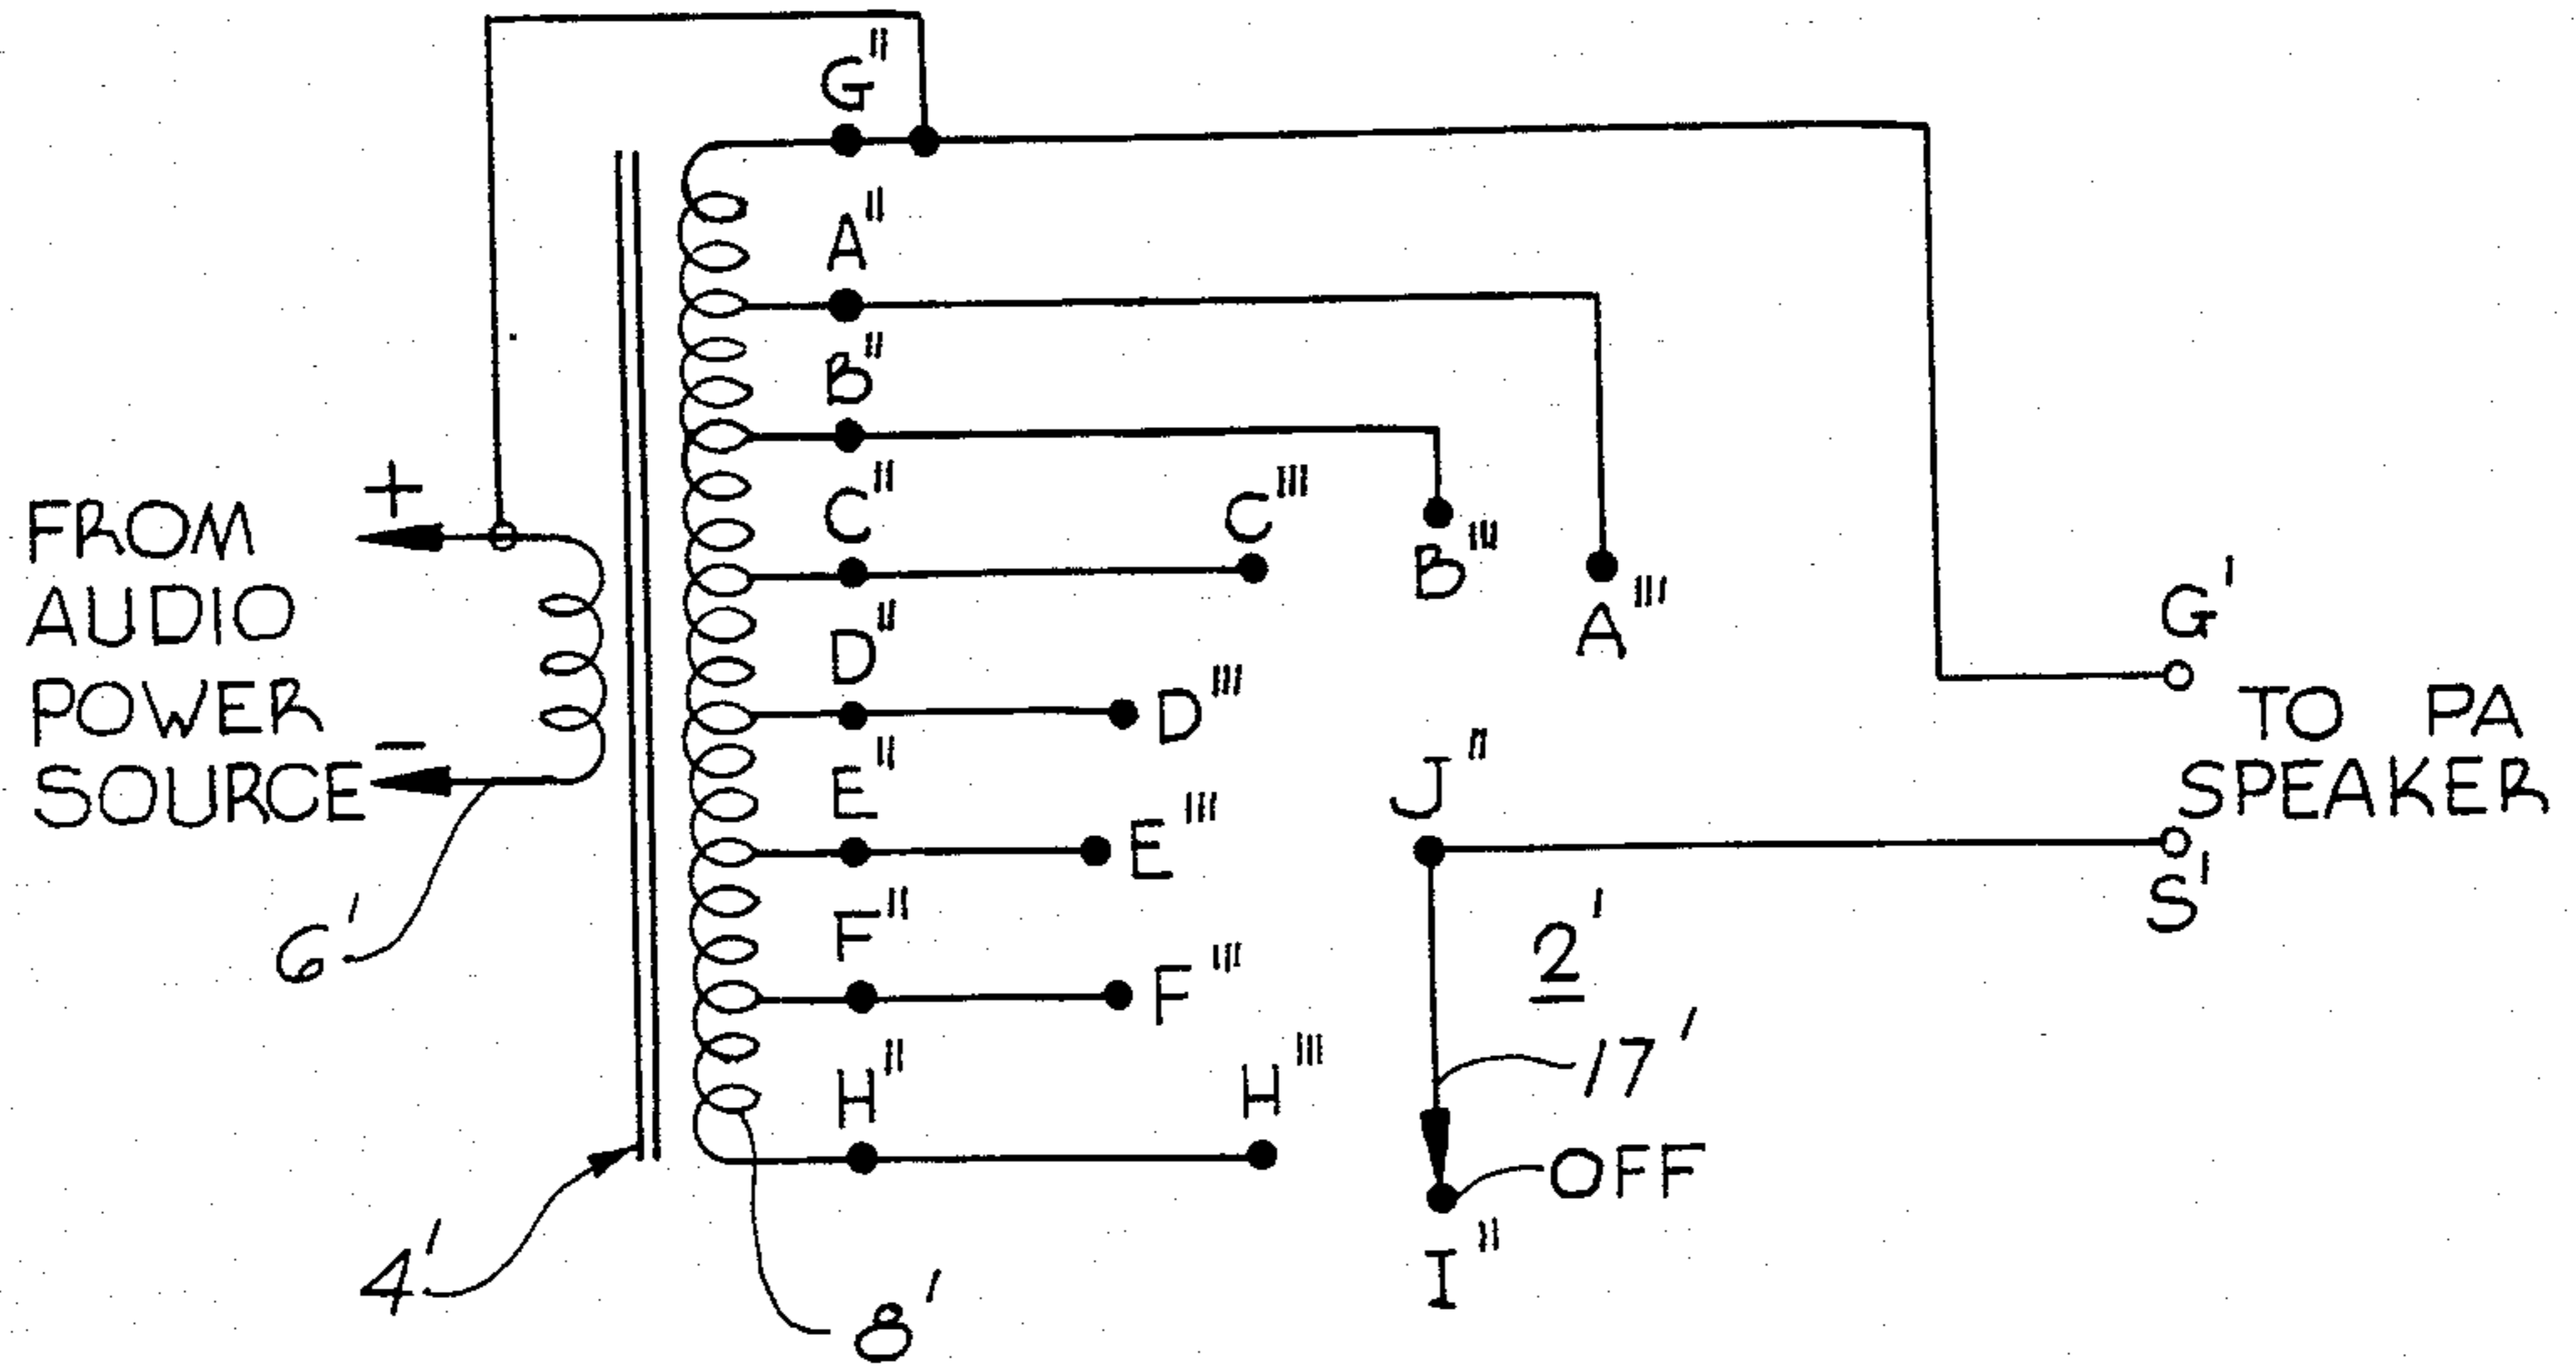 G"
A"
B"
C"
D"
E"
F"
H"
C'''
B'''
A'''
D'''
E'''
F'''
H'''
+
FROM
AUDIO
POWER
SOURCE
−
6'
4'
8'
J"
2'
17'
OFF
I"
G'
TO PA
SPEAKER
S'